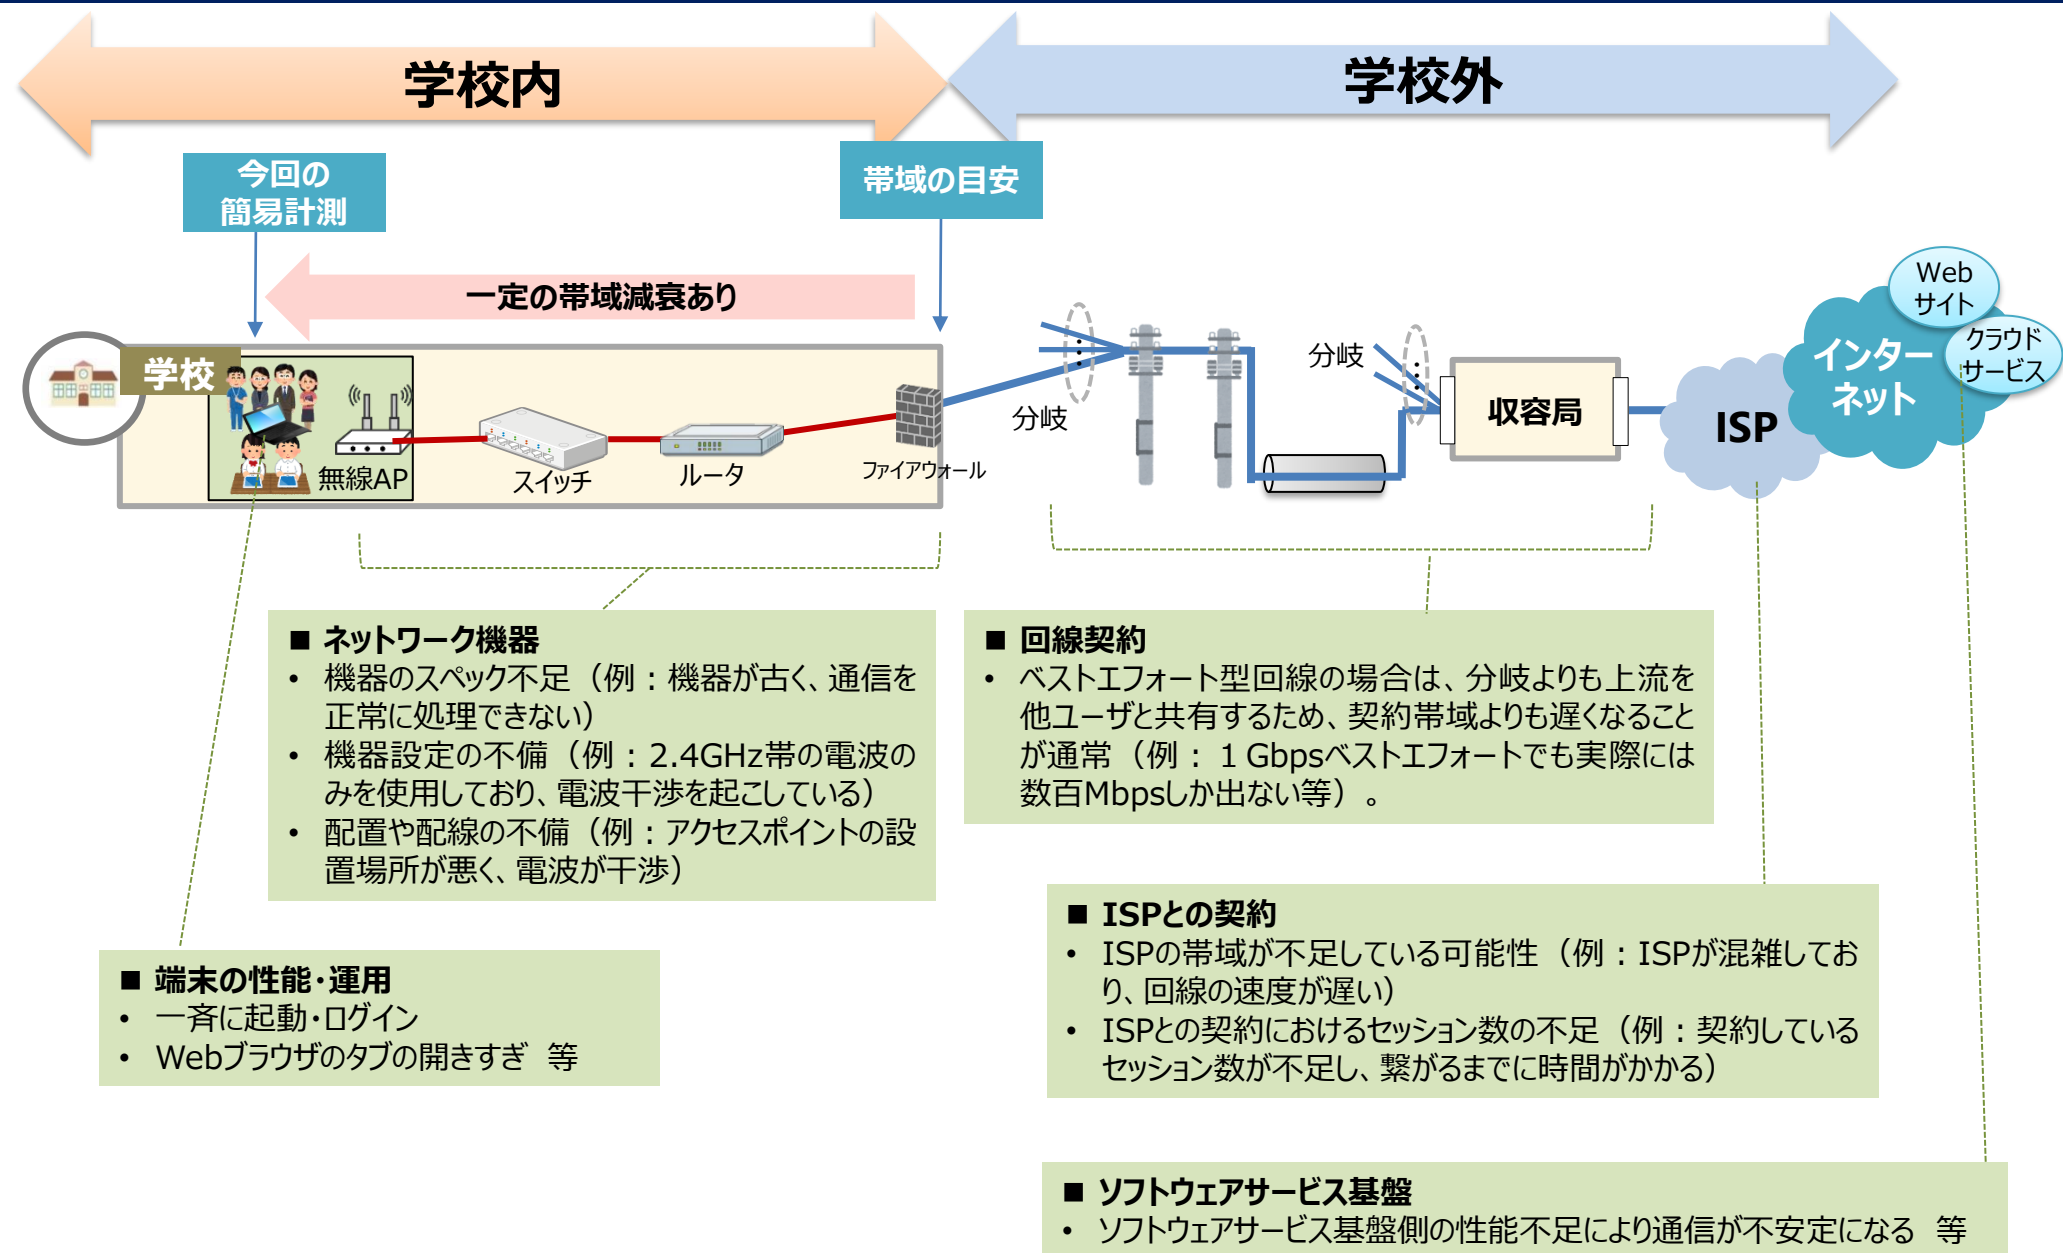 学校内
学校外
今回の
簡易計測
帯域の目安
一定の帯域減衰あり
学校
無線AP
スイッチ
ルータ
ファイアウォール
分岐
分岐
収容局
ISP
インター
ネット
Web
サイト
クラウド
サービス
■ ネットワーク機器
• 機器のスペック不足（例：機器が古く、通信を
正常に処理できない）
• 機器設定の不備（例：2.4GHz帯の電波の
みを使用しており、電波干渉を起こしている）
• 配置や配線の不備（例：アクセスポイントの設
置場所が悪く、電波が干渉）
■ 回線契約
• ベストエフォート型回線の場合は、分岐よりも上流を
他ユーザと共有するため、契約帯域よりも遅くなること
が通常（例：１Gbpsベストエフォートでも実際には
数百Mbpsしか出ない等）。
■ ISPとの契約
• ISPの帯域が不足している可能性（例：ISPが混雑してお
り、回線の速度が遅い）
• ISPとの契約におけるセッション数の不足（例：契約している
セッション数が不足し、繋がるまでに時間がかかる）
■ 端末の性能・運用
• 一斉に起動・ログイン
• Webブラウザのタブの開きすぎ　等
■ ソフトウェアサービス基盤
• ソフトウェアサービス基盤側の性能不足により通信が不安定になる　等